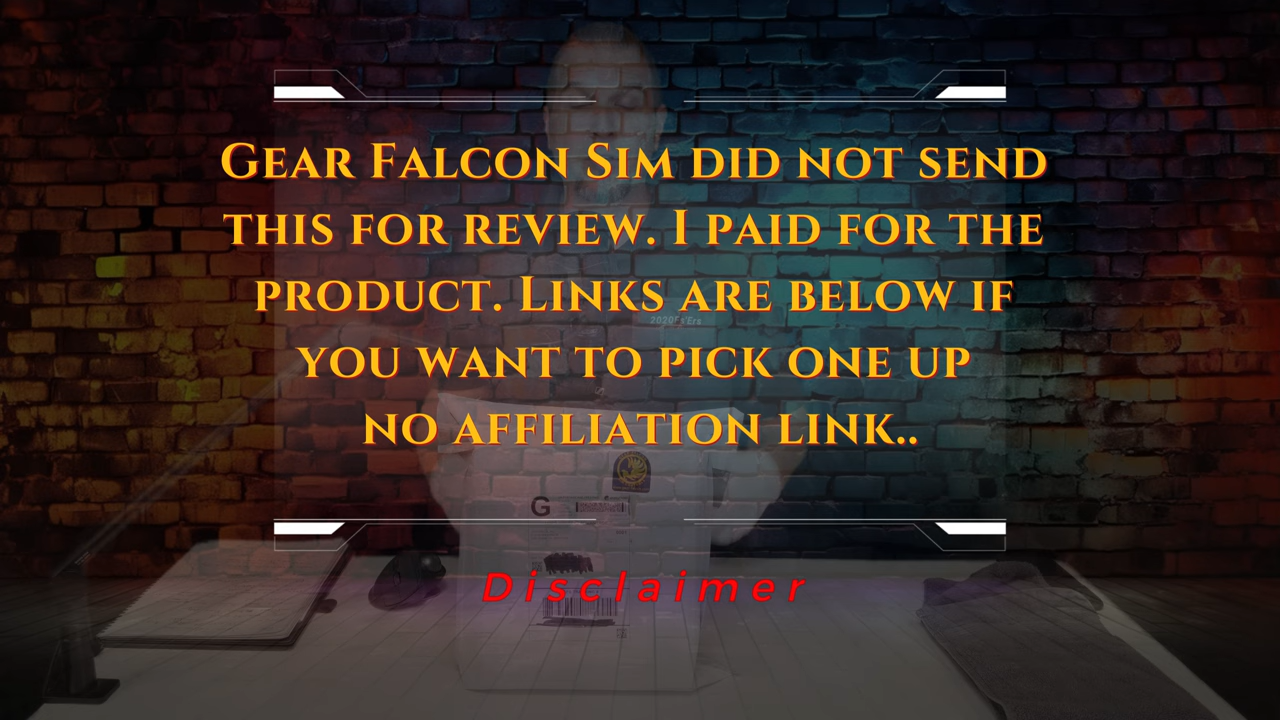 Gear Falcon Sim did not send
this for review. I paid for the
product. Links are below if
you want to pick one up
no affiliation link..
G
Disclaimer